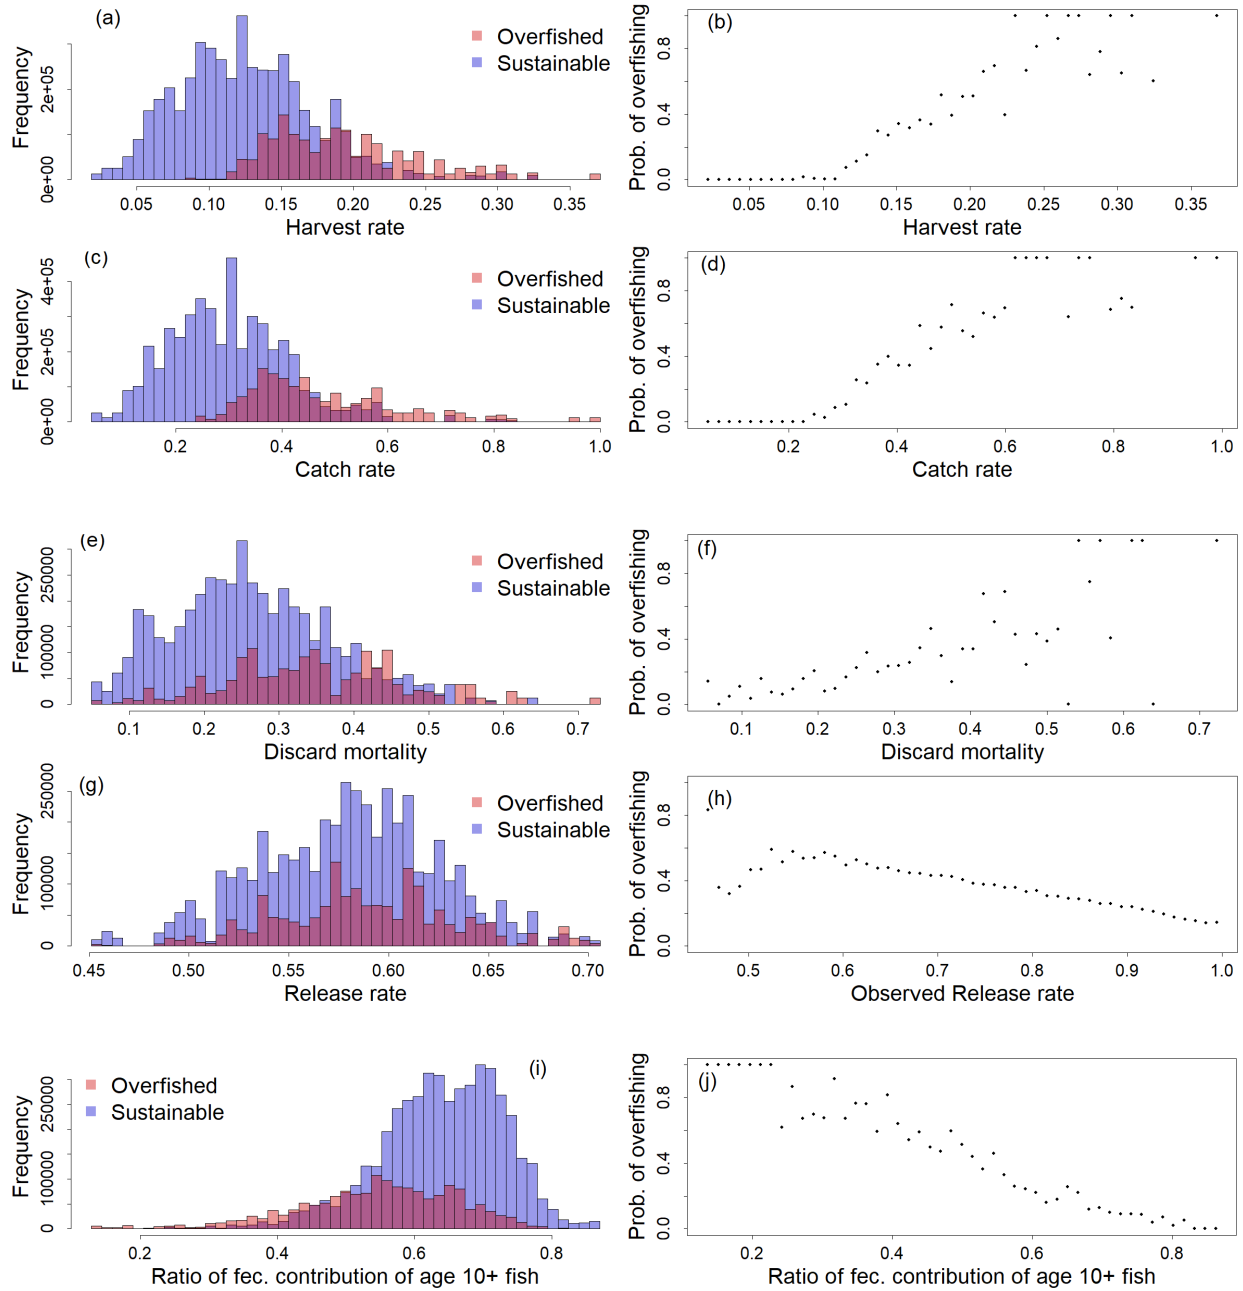 (a)
Overfished
Sustainable
Frequency
0e+00
2e+05
0.05 0.10 0.15 0.20 0.25 0.30 0.35
Harvest rate
(b)
Prob. of overfishing
0.0 0.4 0.8
0.05 0.10 0.15 0.20 0.25 0.30 0.35
Harvest rate
(c)
Overfished
Sustainable
Frequency
0e+00 2e+05 4e+05
0.2 0.4 0.6 0.8 1.0
Catch rate
(d)
Prob. of overfishing
0.0 0.4 0.8
0.2 0.4 0.6 0.8 1.0
Catch rate
(e)
Overfished
Sustainable
Frequency
0 100000 250000
0.1 0.2 0.3 0.4 0.5 0.6 0.7
Discard mortality
(f)
Prob. of overfishing
0.0 0.4 0.8
0.1 0.2 0.3 0.4 0.5 0.6 0.7
Discard mortality
(g)
Overfished
Sustainable
Frequency
0 100000 250000
0.45 0.50 0.55 0.60 0.65 0.70
Release rate
(h)
Prob. of overfishing
0.0 0.4 0.8
0.5 0.6 0.7 0.8 0.9 1.0
Observed Release rate
(i)
Overfished
Sustainable
Frequency
0 100000 250000
0.2 0.4 0.6 0.8
Ratio of fec. contribution of age 10+ fish
(j)
Prob. of overfishing
0.0 0.4 0.8
0.2 0.4 0.6 0.8
Ratio of fec. contribution of age 10+ fish